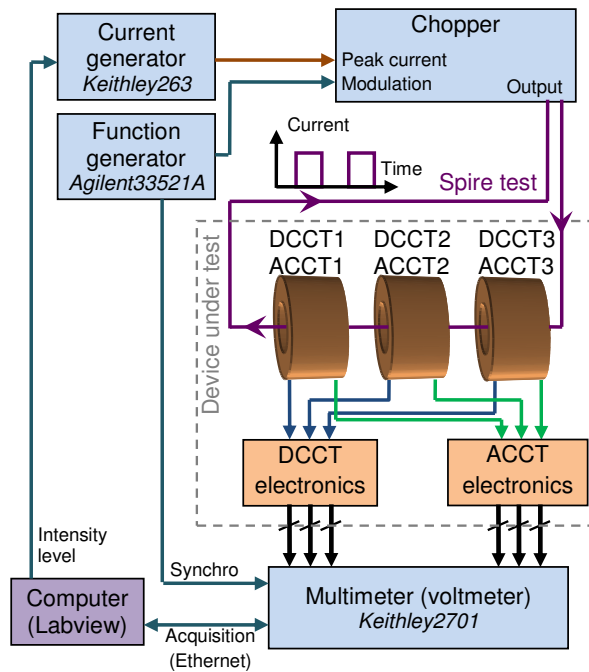 Current
generator
Keithley263
Chopper
Peak current
Modulation
Output
Function
generator
Agilent33521A
Current
Time
Spire test
Device under test
DCCT1
ACCT1
DCCT2
ACCT2
DCCT3
ACCT3
DCCT
electronics
ACCT
electronics
Intensity
level
Synchro
Computer
(Labview)
Acquisition
(Ethernet)
Multimeter (voltmeter)
Keithley2701